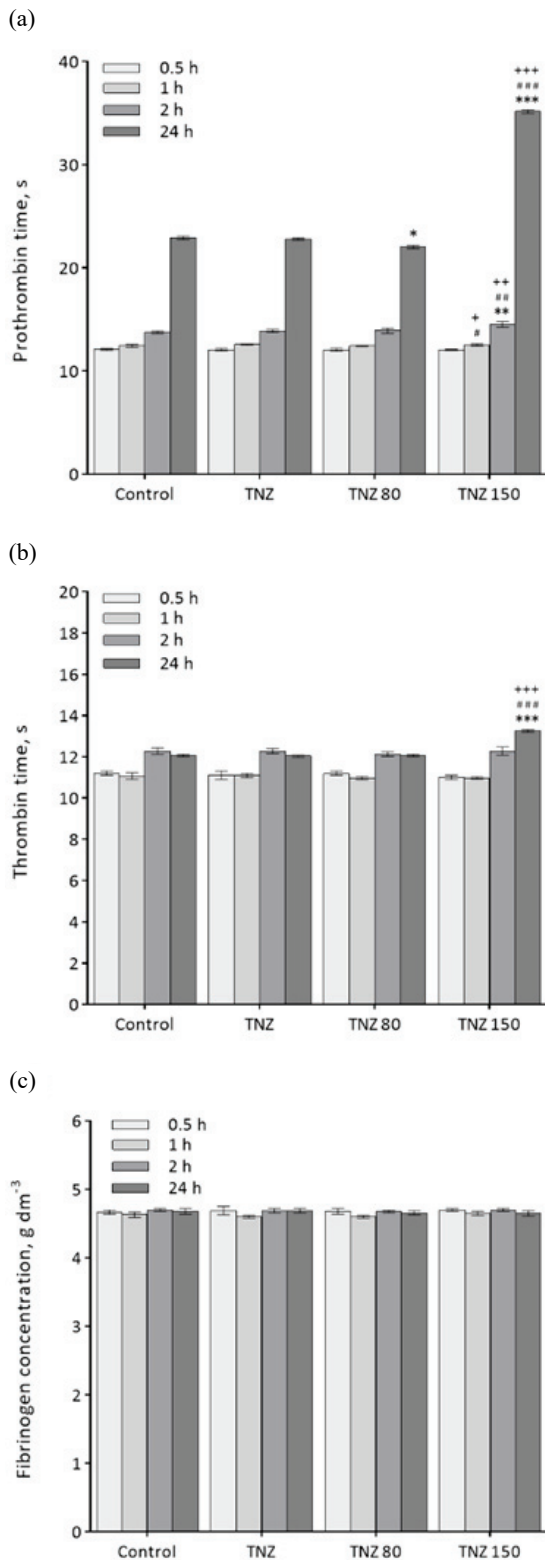 (a)
40
30
20
10
0
Prothrombin time, s
0.5 h
1 h
2 h
24 h
*
+
#
++
##
**
+++
###
***
Control TNZ TNZ 80 TNZ 150
(b)
20
18
16
14
12
10
8
6
4
2
0
Thrombin time, s
0.5 h
1 h
2 h
24 h
+++
###
***
Control TNZ TNZ 80 TNZ 150
(c)
6
5
4
3
2
1
0
Fibrinogen concentration, g dm⁻³
0.5 h
1 h
2 h
24 h
Control TNZ TNZ 80 TNZ 150